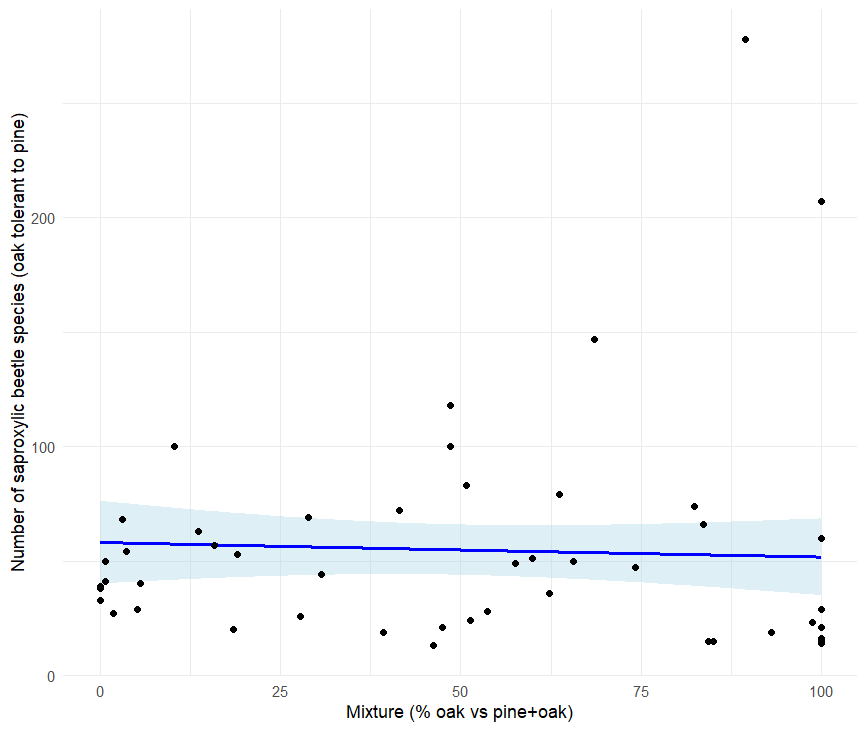 Number of saproxylic beetle species (oak tolerant to pine)
200
100
0
0 25 50 75 100
Mixture (% oak vs pine+oak)